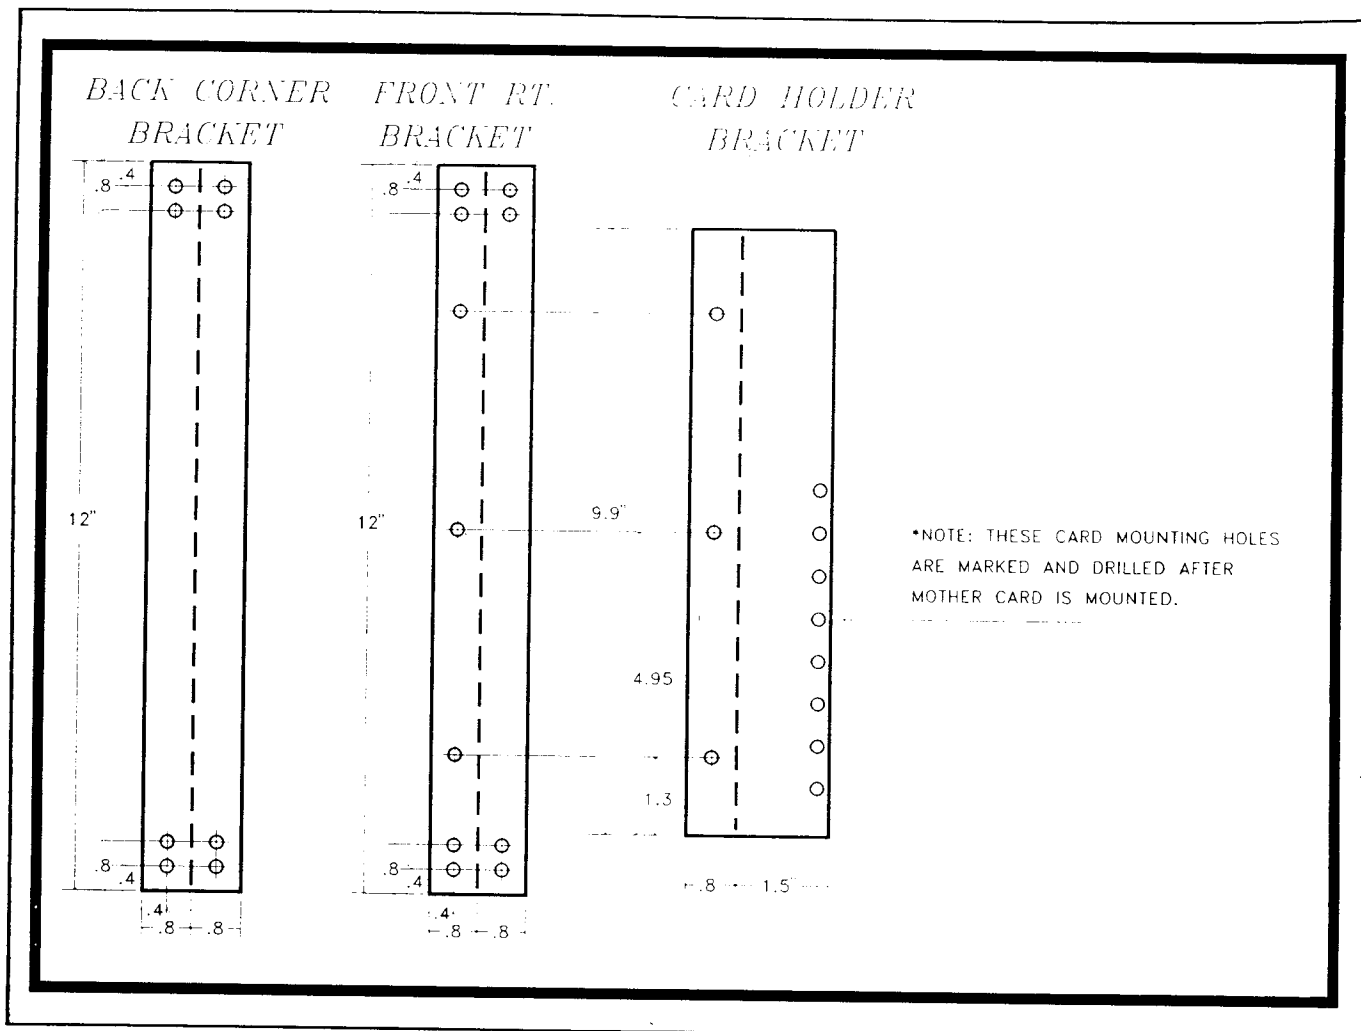 BACK CORNER
BRACKET
FRONT RT.
BRACKET
CARD HOLDER
BRACKET
.4
.8
.4
.8
12"
12"
9.9"
*NOTE: THESE CARD MOUNTING HOLES
ARE MARKED AND DRILLED AFTER
MOTHER CARD IS MOUNTED.
4.95
1.3
.8
.4
.8
.4
.8 1.5"
.4
.8 .8
.4
.8 .8